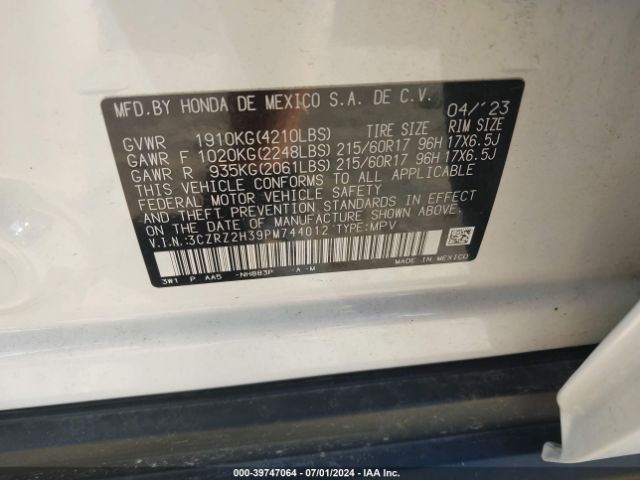 MFD.BY HONDA DE MEXICO S.A. DE C.V. 04/'23
GVWR 1910KG(4210LBS) TIRE SIZE RIM SIZE
GAWR F 1020KG(2248LBS) 215/60R17 96H 17X6.5J
GAWR R 935KG(2061LBS) 215/60R17 96H 17X6.5J
THIS VEHICLE CONFORMS TO ALL APPLICABLE
FEDERAL MOTOR VEHICLE SAFETY
AND THEFT PREVENTION STANDARDS IN EFFECT
ON THE DATE OF MANUFACTURE SHOWN ABOVE.
V.I.N.:3CZRZ2H39PM744012 TYPE:MPV
3W1 P AA5 -NH883P -A-M MADE IN MEXICO
000-39747064 | 07/01/2024 | IAA Inc.